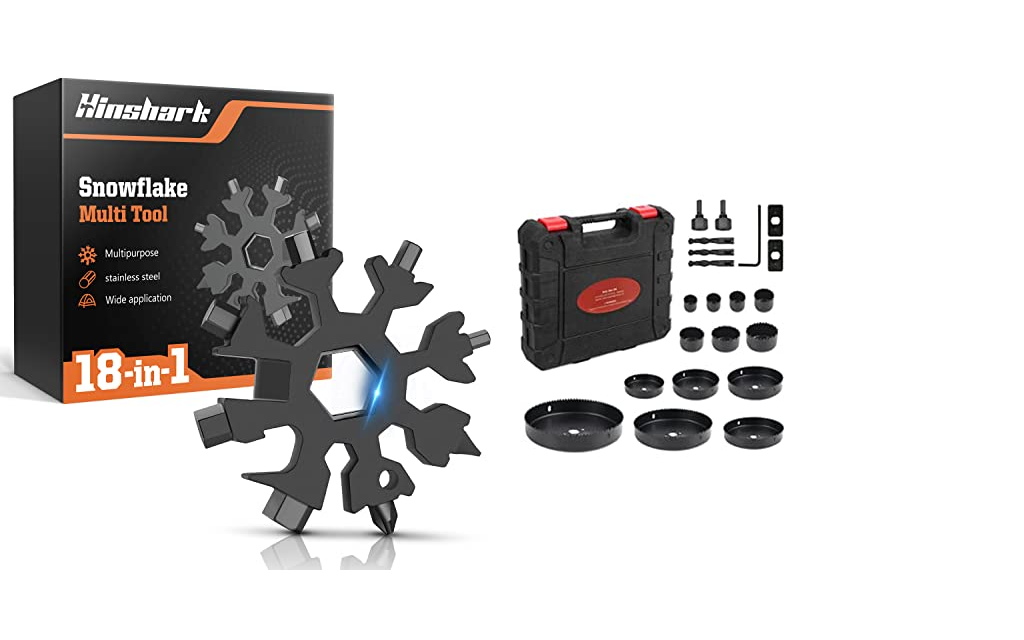 Hinshark
Snowflake
Multi Tool
Multipurpose
stainless steel
Wide application
18-in-1